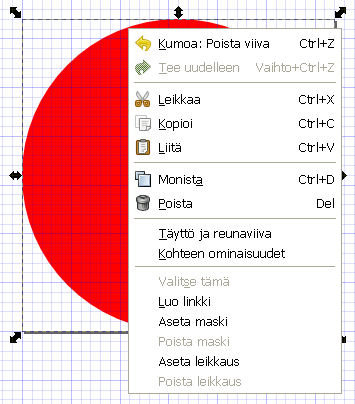 Kumoa: Poista viiva Ctrl+Z
Tee uudelleen Vaihto+Ctrl+Z
Leikkaa Ctrl+X
Kopioi Ctrl+C
Liitä Ctrl+V
Monista Ctrl+D
Poista Del
Täyttö ja reunaviiva
Kohteen ominaisuudet
Valitse tämä
Luo linkki
Aseta maski
Poista maski
Aseta leikkaus
Poista leikkaus